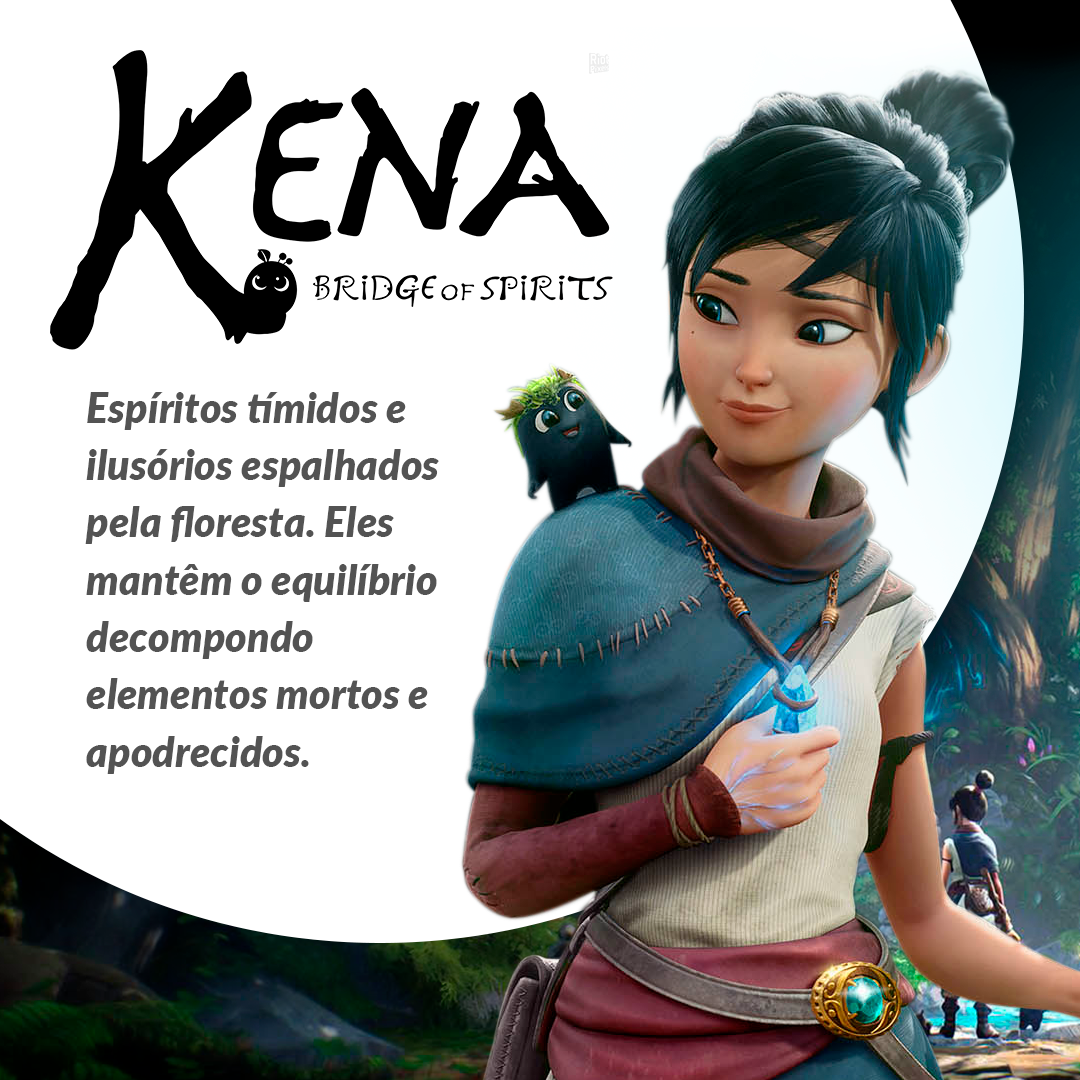 KENA
BRIDGE OF SPIRITS
Espíritos tímidos e
ilusórios espalhados
pela floresta. Eles
mantêm o equilíbrio
decompondo
elementos mortos e
apodrecidos.